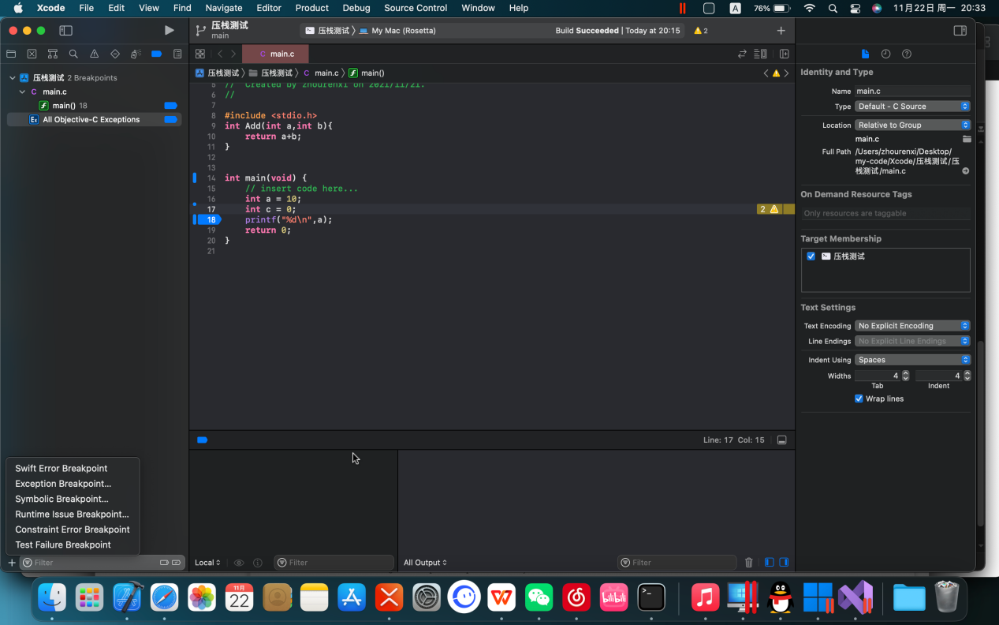 Xcode File Edit View Find Navigate Editor Product Debug Source Control Window Help A 76% 11月22日 周一 20:33
压栈测试
main
压栈测试 〉 My Mac (Rosetta)
Build Succeeded | Today at 20:15
2
C main.c
压栈测试 〉 压栈测试 〉 C main.c 〉 f main()
压栈测试 2 Breakpoints
C main.c
f main() 18
Ex All Objective-C Exceptions
5 // Created by zhourenxi on 2021/11/21.
6 //
7
8 #include <stdio.h>
9 int Add(int a,int b){
10 return a+b;
11 }
12
13
14 int main(void) {
15 // insert code here...
16 int a = 10;
17 int c = 0; 2
18 printf("%d\n",a);
19 return 0;
20 }
21
Identity and Type
Name main.c
Type Default - C Source
Location Relative to Group
main.c
Full Path /Users/zhourenxi/Desktop/
my-code/Xcode/压栈测试/压
栈测试/main.c
On Demand Resource Tags
Only resources are taggable
Target Membership
压栈测试
Text Settings
Text Encoding No Explicit Encoding
Line Endings No Explicit Line Endings
Indent Using Spaces
Widths 4 4
Tab Indent
Wrap lines
Line: 17 Col: 15
Swift Error Breakpoint
Exception Breakpoint...
Symbolic Breakpoint...
Runtime Issue Breakpoint...
Constraint Error Breakpoint
Test Failure Breakpoint
Filter
Local
Filter
All Output
Filter
11月
22
bilibili